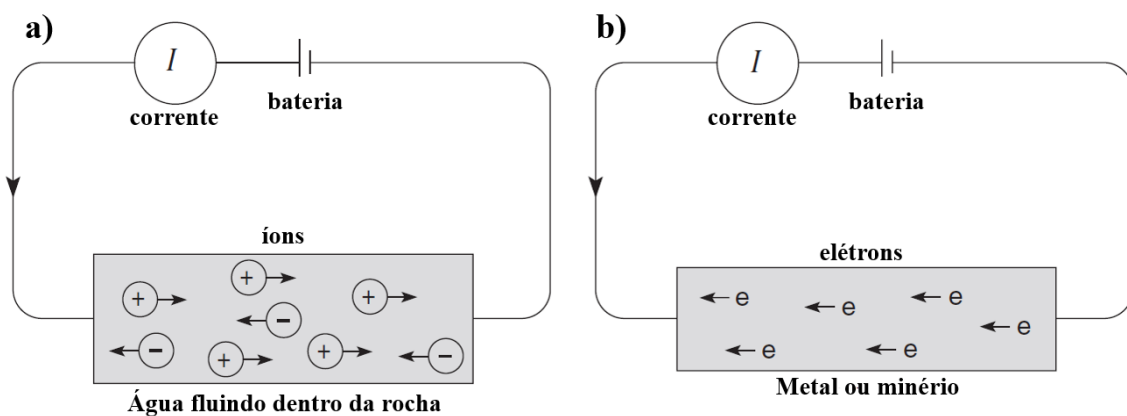 a)
I
corrente
bateria
íons
+
+
+
−
−
+
+
−
Água fluindo dentro da rocha
b)
I
corrente
bateria
elétrons
e
e
e
e
e
e
Metal ou minério